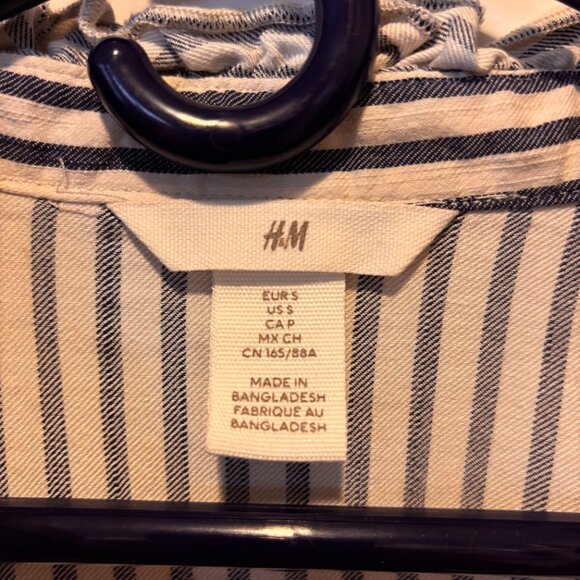 H&M
EUR S
US S
CA P
MX CH
CN 165/88A
MADE IN
BANGLADESH
FABRIQUÉ AU
BANGLADESH